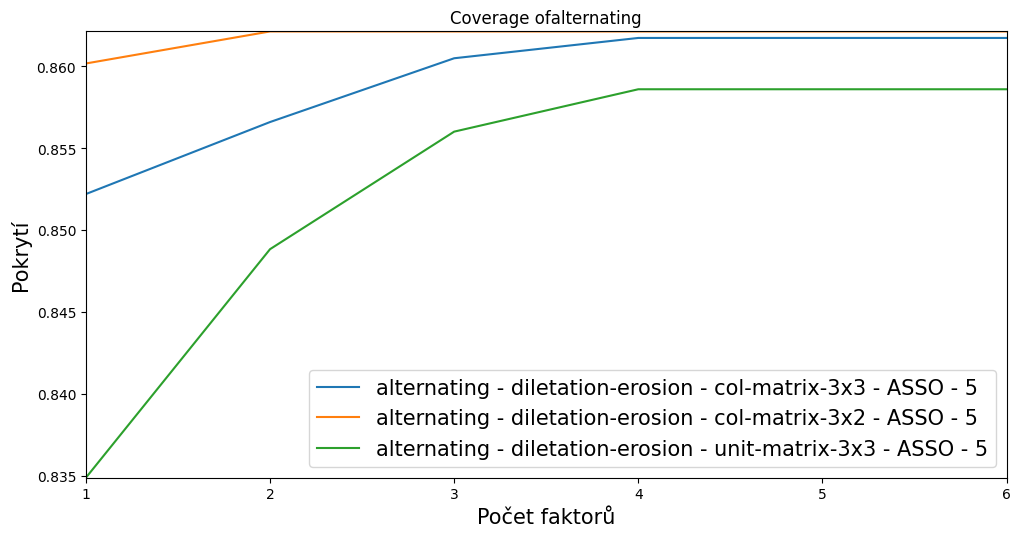 Coverage ofalternating
0.860
0.855
0.850
0.845
0.840
0.835
Pokrytí
alternating - diletation-erosion - col-matrix-3x3 - ASSO - 5
alternating - diletation-erosion - col-matrix-3x2 - ASSO - 5
alternating - diletation-erosion - unit-matrix-3x3 - ASSO - 5
1 2 3 4 5 6
Počet faktorů